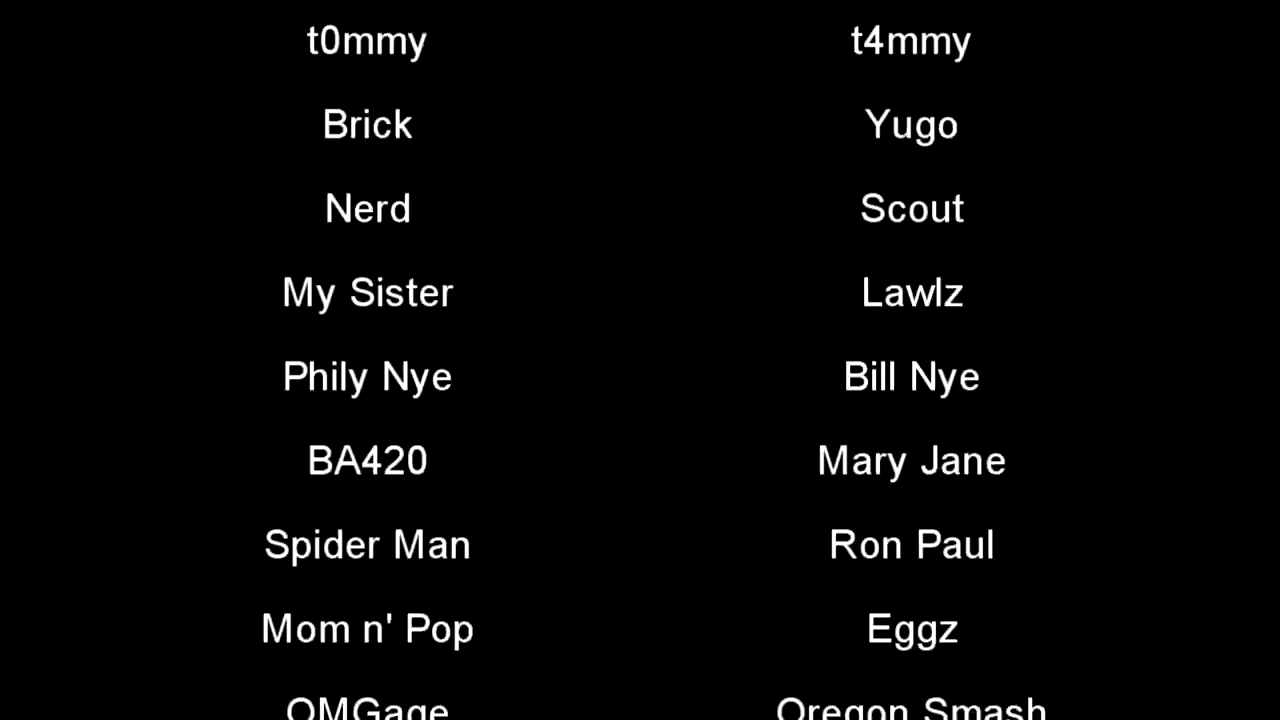 t0mmy t4mmy
Brick Yugo
Nerd Scout
My Sister Lawlz
Phily Nye Bill Nye
BA420 Mary Jane
Spider Man Ron Paul
Mom n' Pop Eggz
OMGage Oregon Smash